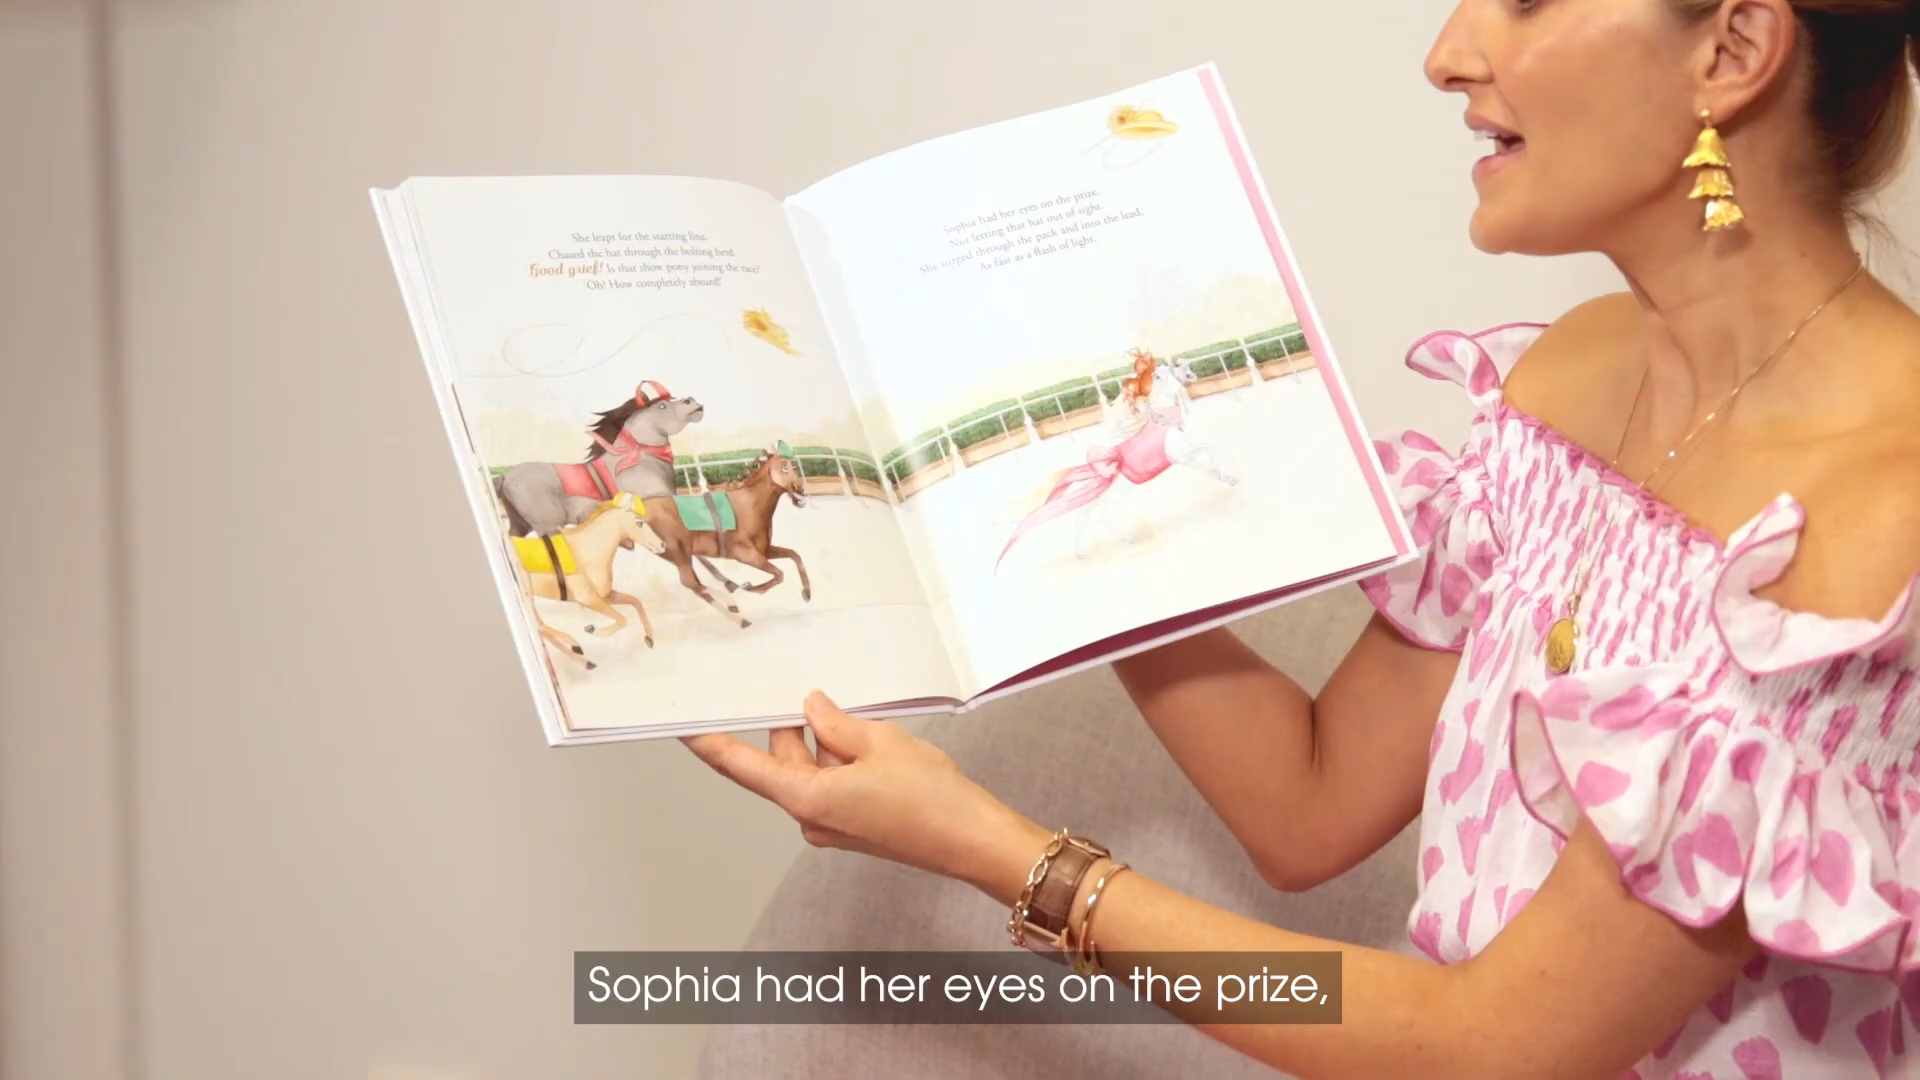 She leapt for the starting line,
Chased the hat through the bolting herd.
Good grief! Is that show pony joining the race?
'Oh! How completely absurd!'
Sophia had her eyes on the prize,
Not letting that hat out of sight.
She surged through the pack and into the lead,
As fast as a flash of light.
Sophia had her eyes on the prize,